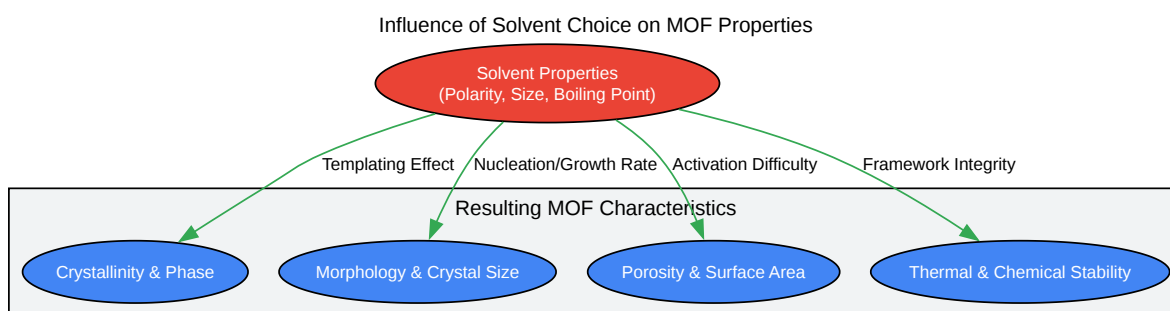 Influence of Solvent Choice on MOF Properties
Solvent Properties
(Polarity, Size, Boiling Point)
Templating Effect
Nucleation/Growth Rate
Activation Difficulty
Framework Integrity
Resulting MOF Characteristics
Crystallinity & Phase
Morphology & Crystal Size
Porosity & Surface Area
Thermal & Chemical Stability